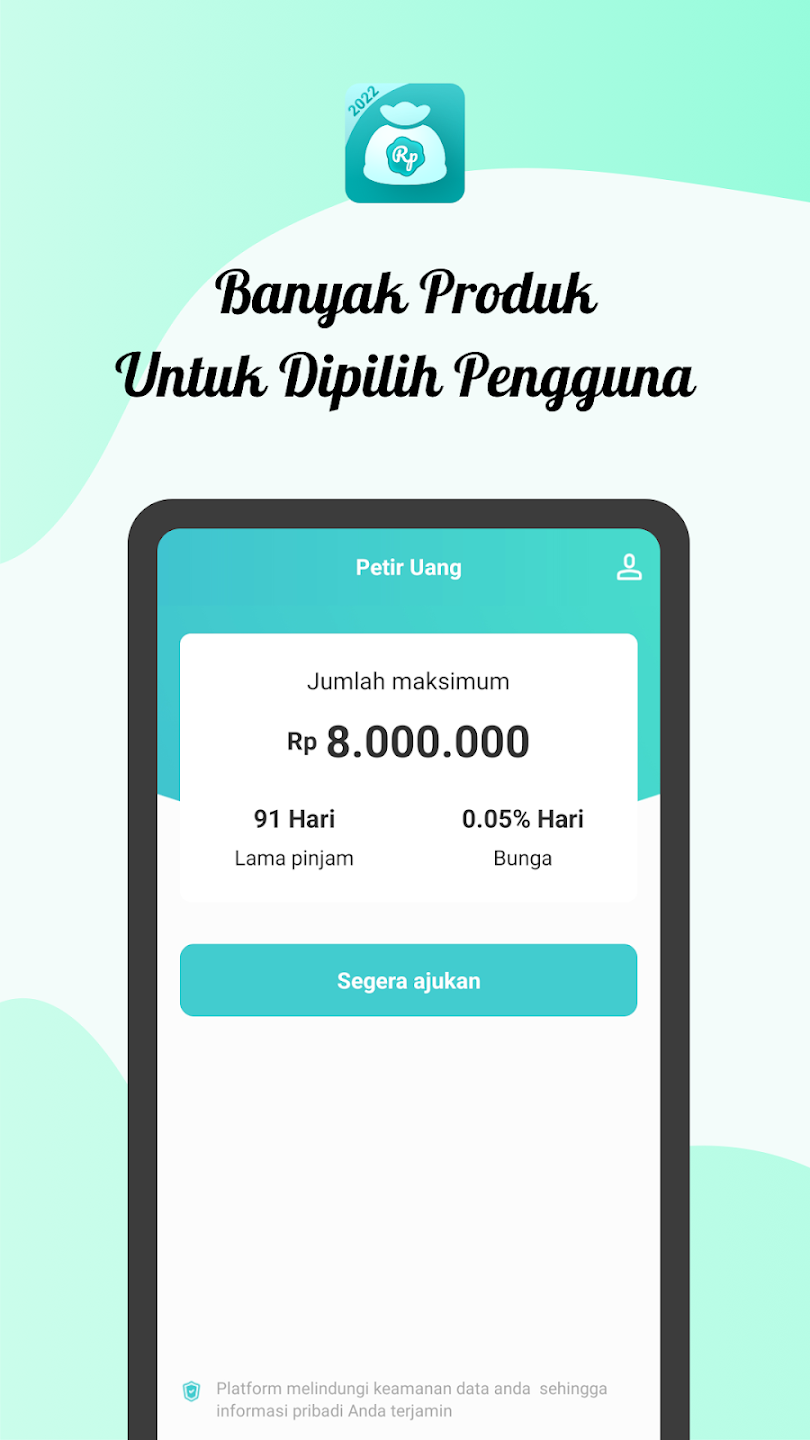 2022
Rp
Banyak Produk
Untuk Dipilih Pengguna
Petir Uang
Jumlah maksimum
Rp 8.000.000
91 Hari
0.05% Hari
Lama pinjam
Bunga
Segera ajukan
Platform melindungi keamanan data anda sehingga
informasi pribadi Anda terjamin